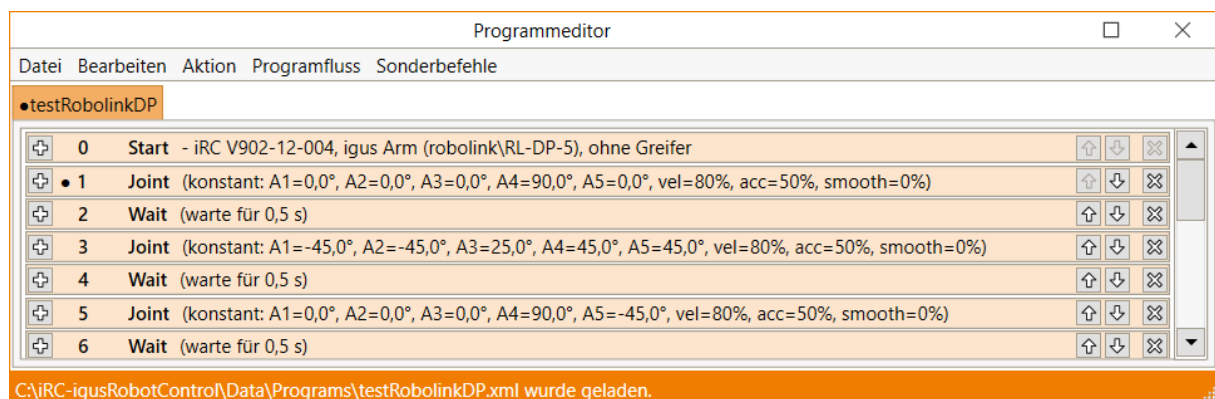 Programmeditor
Datei Bearbeiten Aktion Programfluss Sonderbefehle
•testRobolinkDP
0 Start - iRC V902-12-004, igus Arm (robolink\RL-DP-5), ohne Greifer
• 1 Joint (konstant: A1=0,0°, A2=0,0°, A3=0,0°, A4=90,0°, A5=0,0°, vel=80%, acc=50%, smooth=0%)
2 Wait (warte für 0,5 s)
3 Joint (konstant: A1=-45,0°, A2=-45,0°, A3=25,0°, A4=45,0°, A5=45,0°, vel=80%, acc=50%, smooth=0%)
4 Wait (warte für 0,5 s)
5 Joint (konstant: A1=0,0°, A2=0,0°, A3=0,0°, A4=90,0°, A5=-45,0°, vel=80%, acc=50%, smooth=0%)
6 Wait (warte für 0,5 s)
C:\iRC-igusRobotControl\Data\Programs\testRobolinkDP.xml wurde geladen.